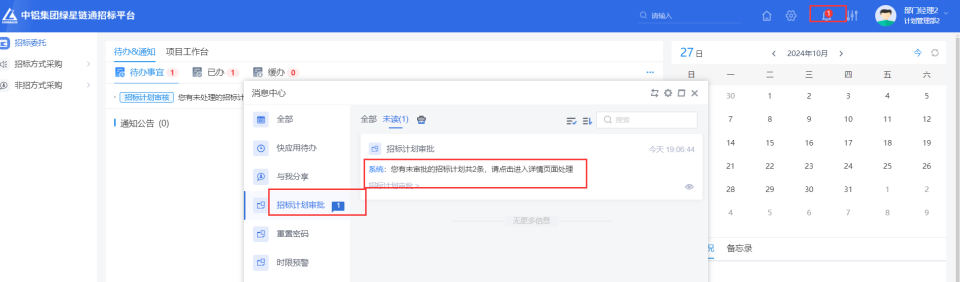 中铝集团绿星链通招标平台
请输入
1
部门经理2
计划管理部2
招标委托
招标方式采购
非招方式采购
待办&通知 项目工作台
待办事宜 1 已办 1 缓办 0
招标计划审核 您有未处理的招标计
通知公告 (0)
消息中心
全部
快应用待办
与我分享
招标计划审批 1
重置密码
时限预警
全部 未读(1)
搜索
招标计划审批 今天 19:06:44
系统: 您有未审批的招标计划共2条, 请点击进入详情页面处理
招标计划审批 >
无更多信息
27日 2024年10月 今
日 一 二 三 四 五 六
30 1 2 3 4 5
7 8 9 10 11 12
14 15 16 17 18 19
21 22 23 24 25 26
28 29 30 31 1 2
4 5 6 7 8 9
备忘录